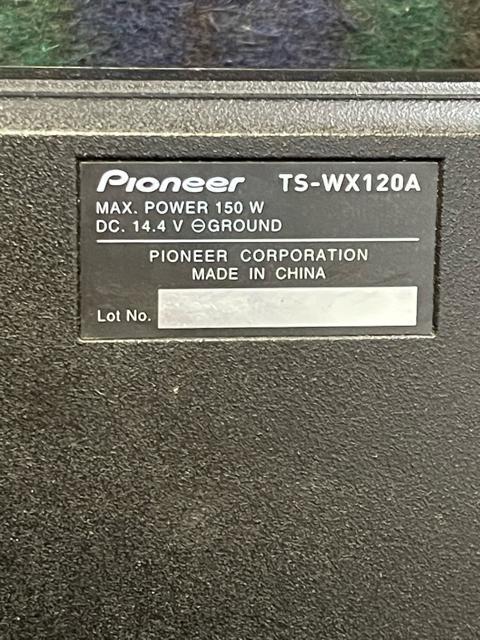 Pioneer TS-WX120A
MAX. POWER 150 W
DC. 14.4 V ⊖GROUND
PIONEER CORPORATION
MADE IN CHINA
Lot No.